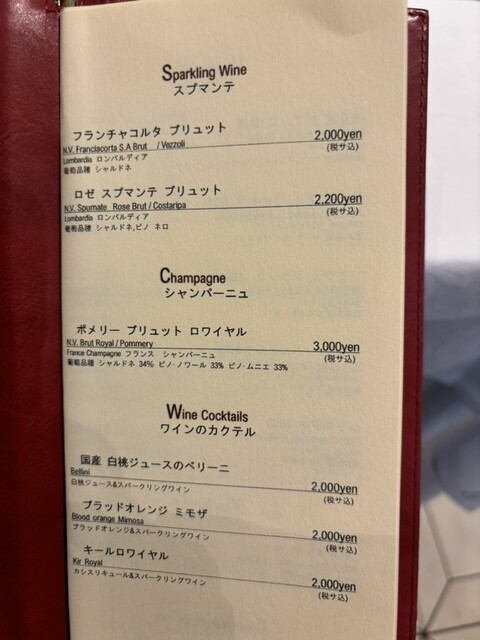 Sparkling Wine
スプマンテ
フランチャコルタ ブリュット 2,000yen
N.V. Franciacorta S.A Brut / Vezzoli (税サ込)
Lombardia ロンバルディア
葡萄品種 シャルドネ
ロゼ スプマンテ ブリュット 2,200yen
N.V. Spumate Rose Brut / Costaripa (税サ込)
Lombardia ロンバルディア
葡萄品種 シャルドネ,ピノ ネロ
Champagne
シャンパーニュ
ポメリー ブリュット ロワイヤル 3,000yen
N.V. Brut Royal / Pommery (税サ込)
France Champagne フランス シャンパーニュ
葡萄品種 シャルドネ 34% ピノ・ノワール 33% ピノ・ムニエ 33%
Wine Cocktails
ワインのカクテル
国産 白桃ジュースのベリーニ
Bellini 2,000yen
白桃ジュース&スパークリングワイン (税サ込)
ブラッドオレンジ ミモザ
Blood orange Mimosa 2,000yen
ブラッドオレンジ&スパークリングワイン (税サ込)
キールロワイヤル
Kir Royal 2,000yen
カシスリキュール&スパークリングワイン (税サ込)